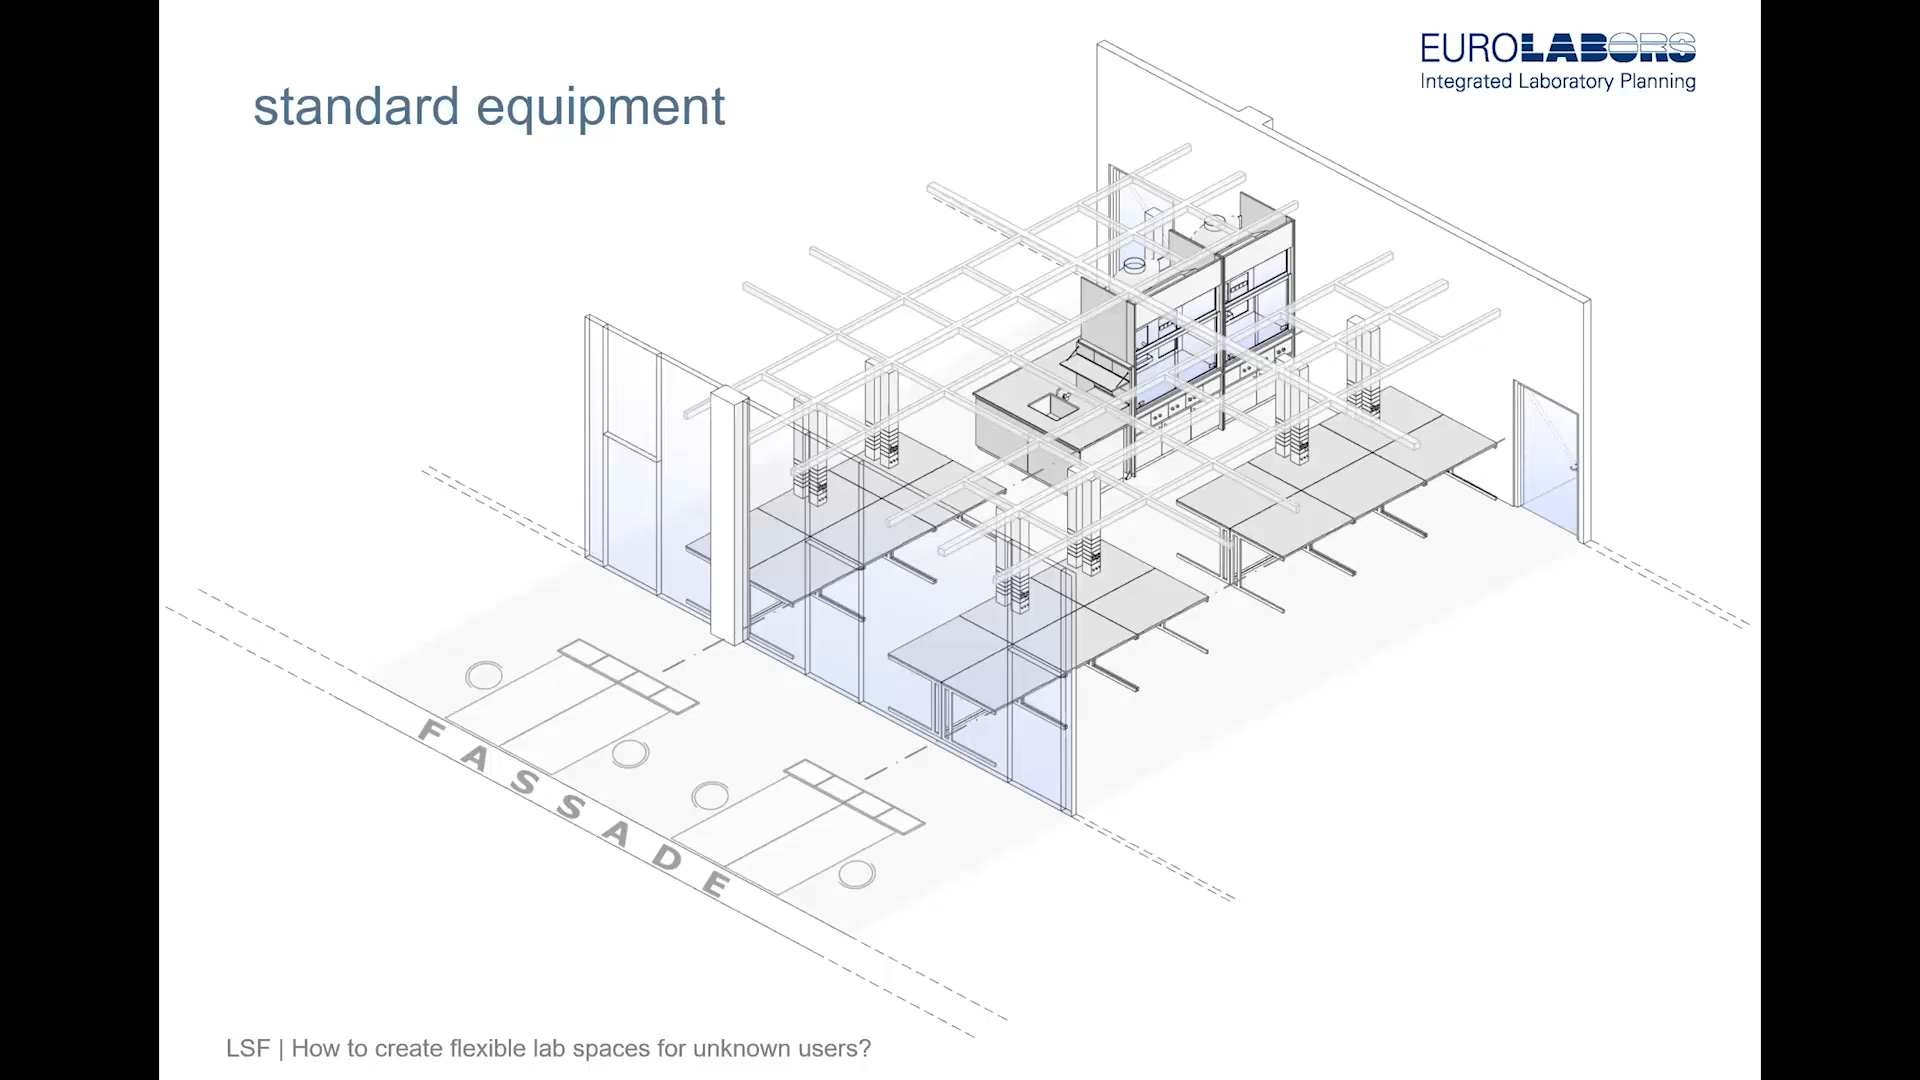 EUROLABORS
Integrated Laboratory Planning
standard equipment
FASSADE
LSF | How to create flexible lab spaces for unknown users?